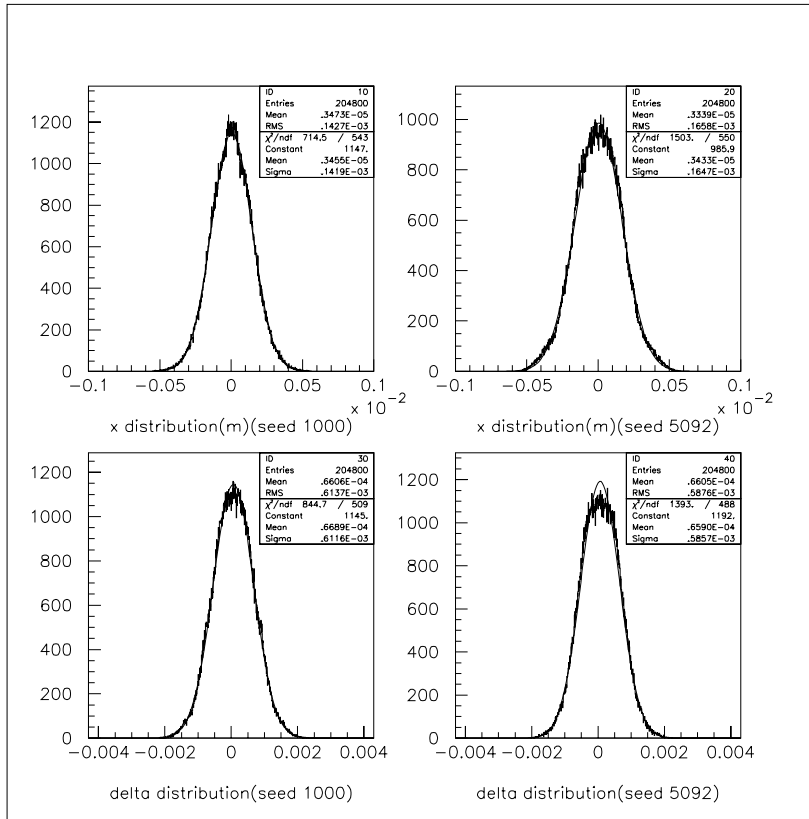 ID 10
Entries 204800
Mean .3473E-05
RMS .1427E-03
χ²/ndf 714.5 / 543
Constant 1147.
Mean .3455E-05
Sigma .1419E-03
1200
1000
800
600
400
200
0
-0.1 -0.05 0 0.05 0.1
x 10 -2
x distribution(m)(seed 1000)
ID 20
Entries 204800
Mean .3339E-05
RMS .1658E-03
χ²/ndf 1503. / 550
Constant 985.9
Mean .3433E-05
Sigma .1647E-03
1000
800
600
400
200
0
-0.1 -0.05 0 0.05 0.1
x 10 -2
x distribution(m)(seed 5092)
ID 30
Entries 204800
Mean .6606E-04
RMS .6137E-03
χ²/ndf 844.7 / 509
Constant 1145.
Mean .6689E-04
Sigma .6116E-03
1200
1000
800
600
400
200
0
-0.004 -0.002 0 0.002 0.004
delta distribution(seed 1000)
ID 40
Entries 204800
Mean .6605E-04
RMS .5876E-03
χ²/ndf 1393. / 488
Constant 1192.
Mean .6590E-04
Sigma .5857E-03
1200
1000
800
600
400
200
0
-0.004 -0.002 0 0.002 0.004
delta distribution(seed 5092)